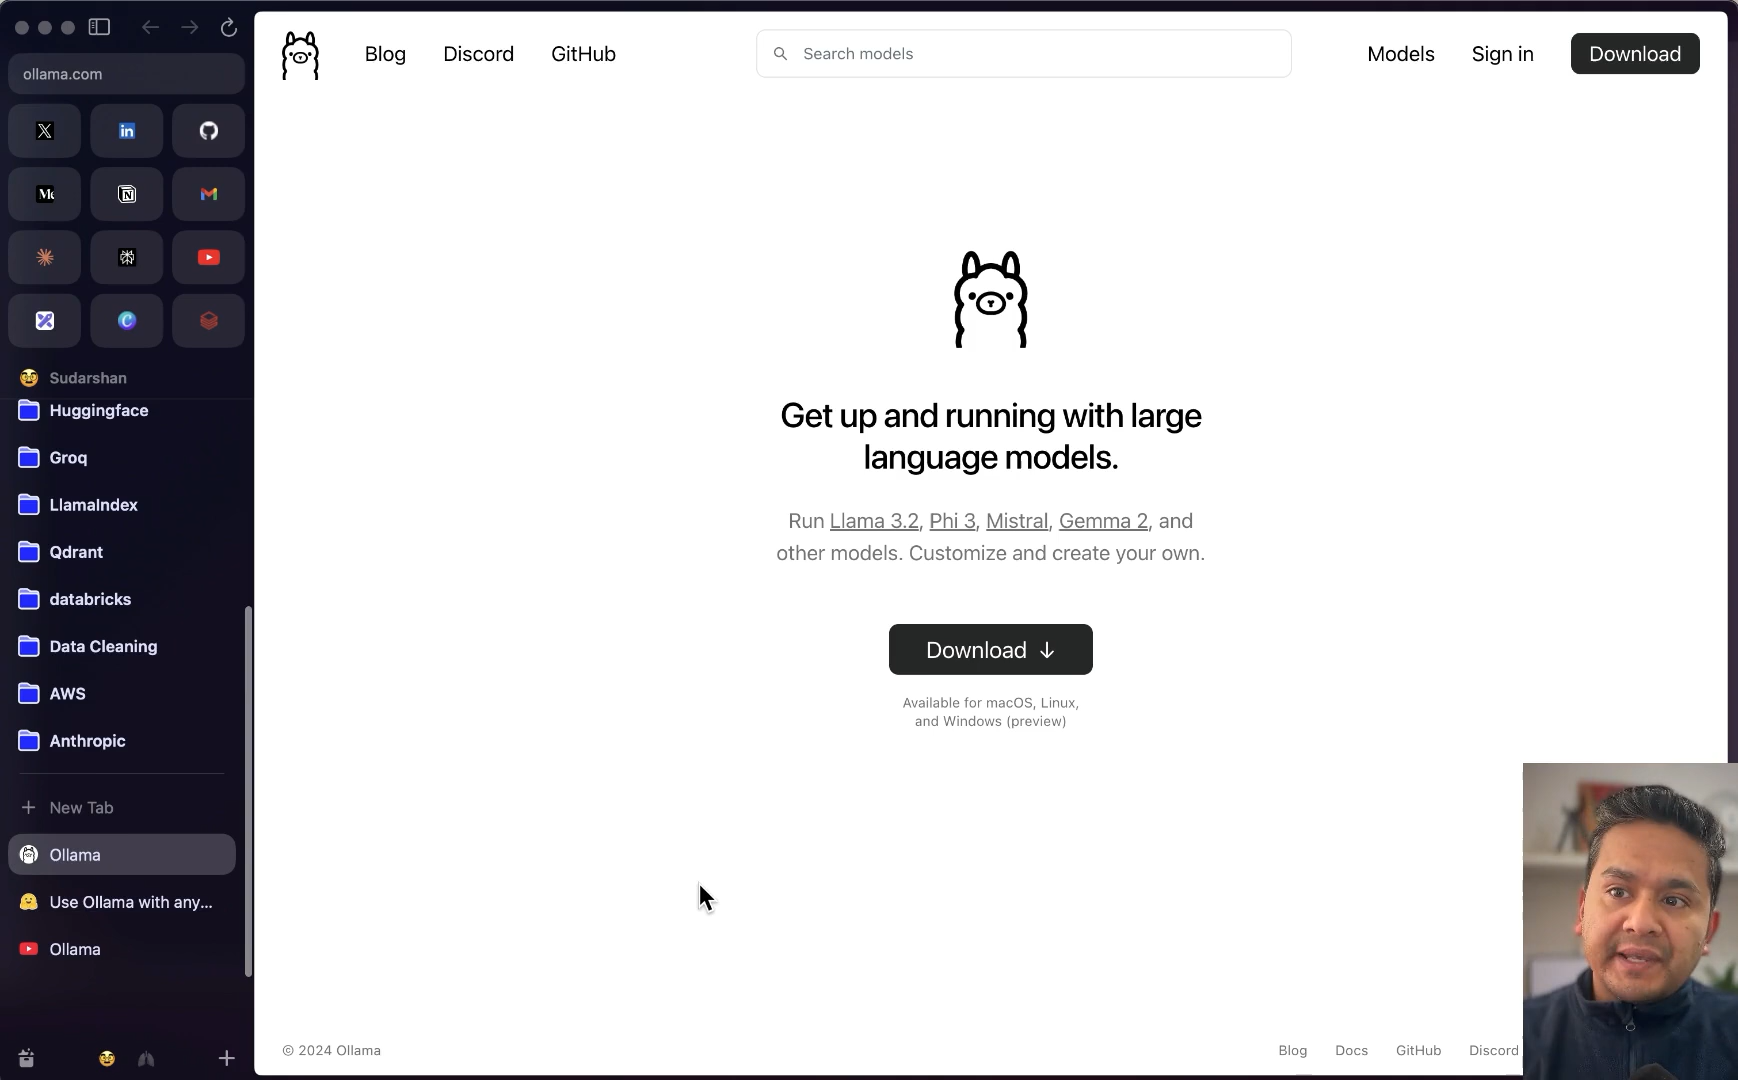 ollama.com
Sudarshan
Huggingface
Groq
LlamaIndex
Qdrant
databricks
Data Cleaning
AWS
Anthropic
New Tab
Ollama
Use Ollama with any...
Ollama
Blog
Discord
GitHub
Search models
Models
Sign in
Download
Get up and running with large
language models.
Run Llama 3.2, Phi 3, Mistral, Gemma 2, and
other models. Customize and create your own.
Download ↓
Available for macOS, Linux,
and Windows (preview)
© 2024 Ollama
Blog
Docs
GitHub
Discord